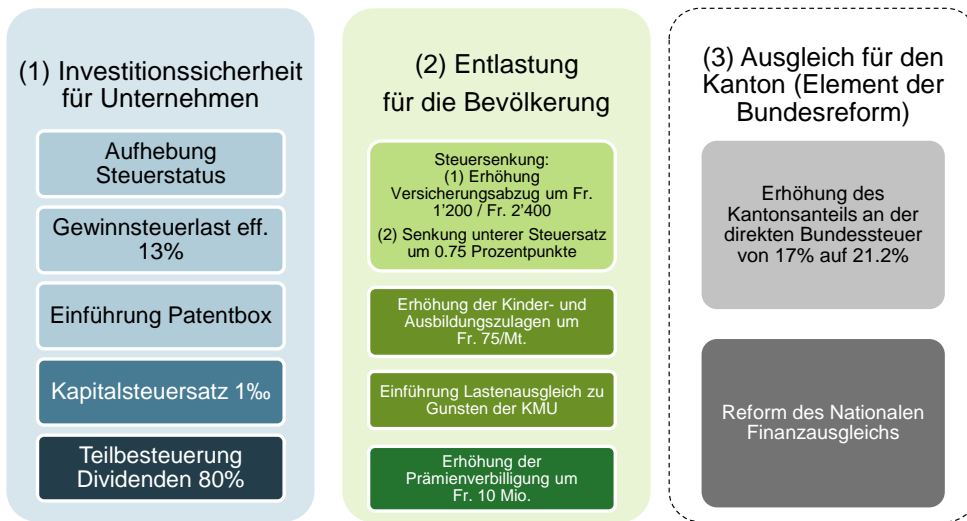 (1) Investitionssicherheit
für Unternehmen
Aufhebung
Steuerstatus
Gewinnsteuerlast eff.
13%
Einführung Patentbox
Kapitalsteuersatz 1‰
Teilbesteuerung
Dividenden 80%
(2) Entlastung
für die Bevölkerung
Steuersenkung:
(1) Erhöhung
Versicherungsabzug um Fr.
1’200 / Fr. 2’400
(2) Senkung unterer Steuersatz
um 0.75 Prozentpunkte
Erhöhung der Kinder- und
Ausbildungszulagen um
Fr. 75/Mt.
Einführung Lastenausgleich zu
Gunsten der KMU
Erhöhung der
Prämienverbilligung um
Fr. 10 Mio.
(3) Ausgleich für den
Kanton (Element der
Bundesreform)
Erhöhung des
Kantonsanteils an der
direkten Bundessteuer
von 17% auf 21.2%
Reform des Nationalen
Finanzausgleichs